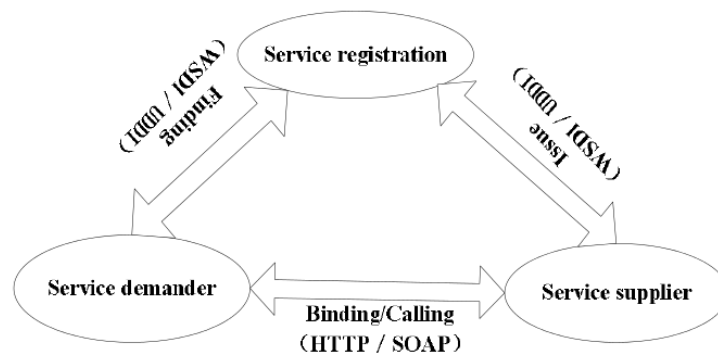 Service registration
Finding
(WSDI / UDDI)
Issue
(WSDI / UDDI)
Service demander
Binding/Calling
(HTTP / SOAP)
Service supplier